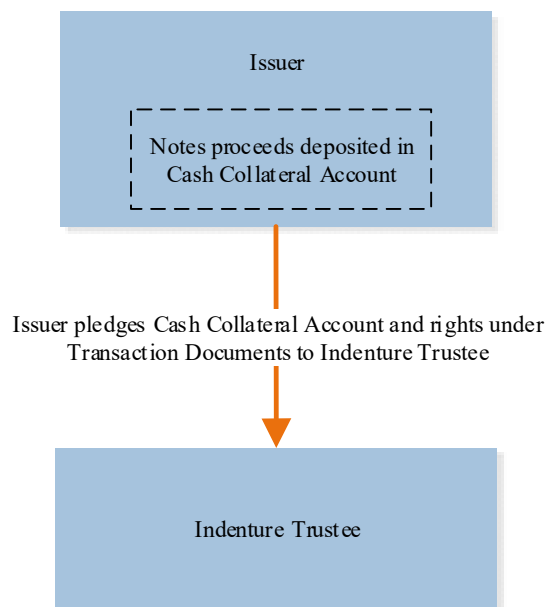 Issuer
Notes proceeds deposited in
Cash Collateral Account
Issuer pledges Cash Collateral Account and rights under
Transaction Documents to Indenture Trustee
Indenture Trustee